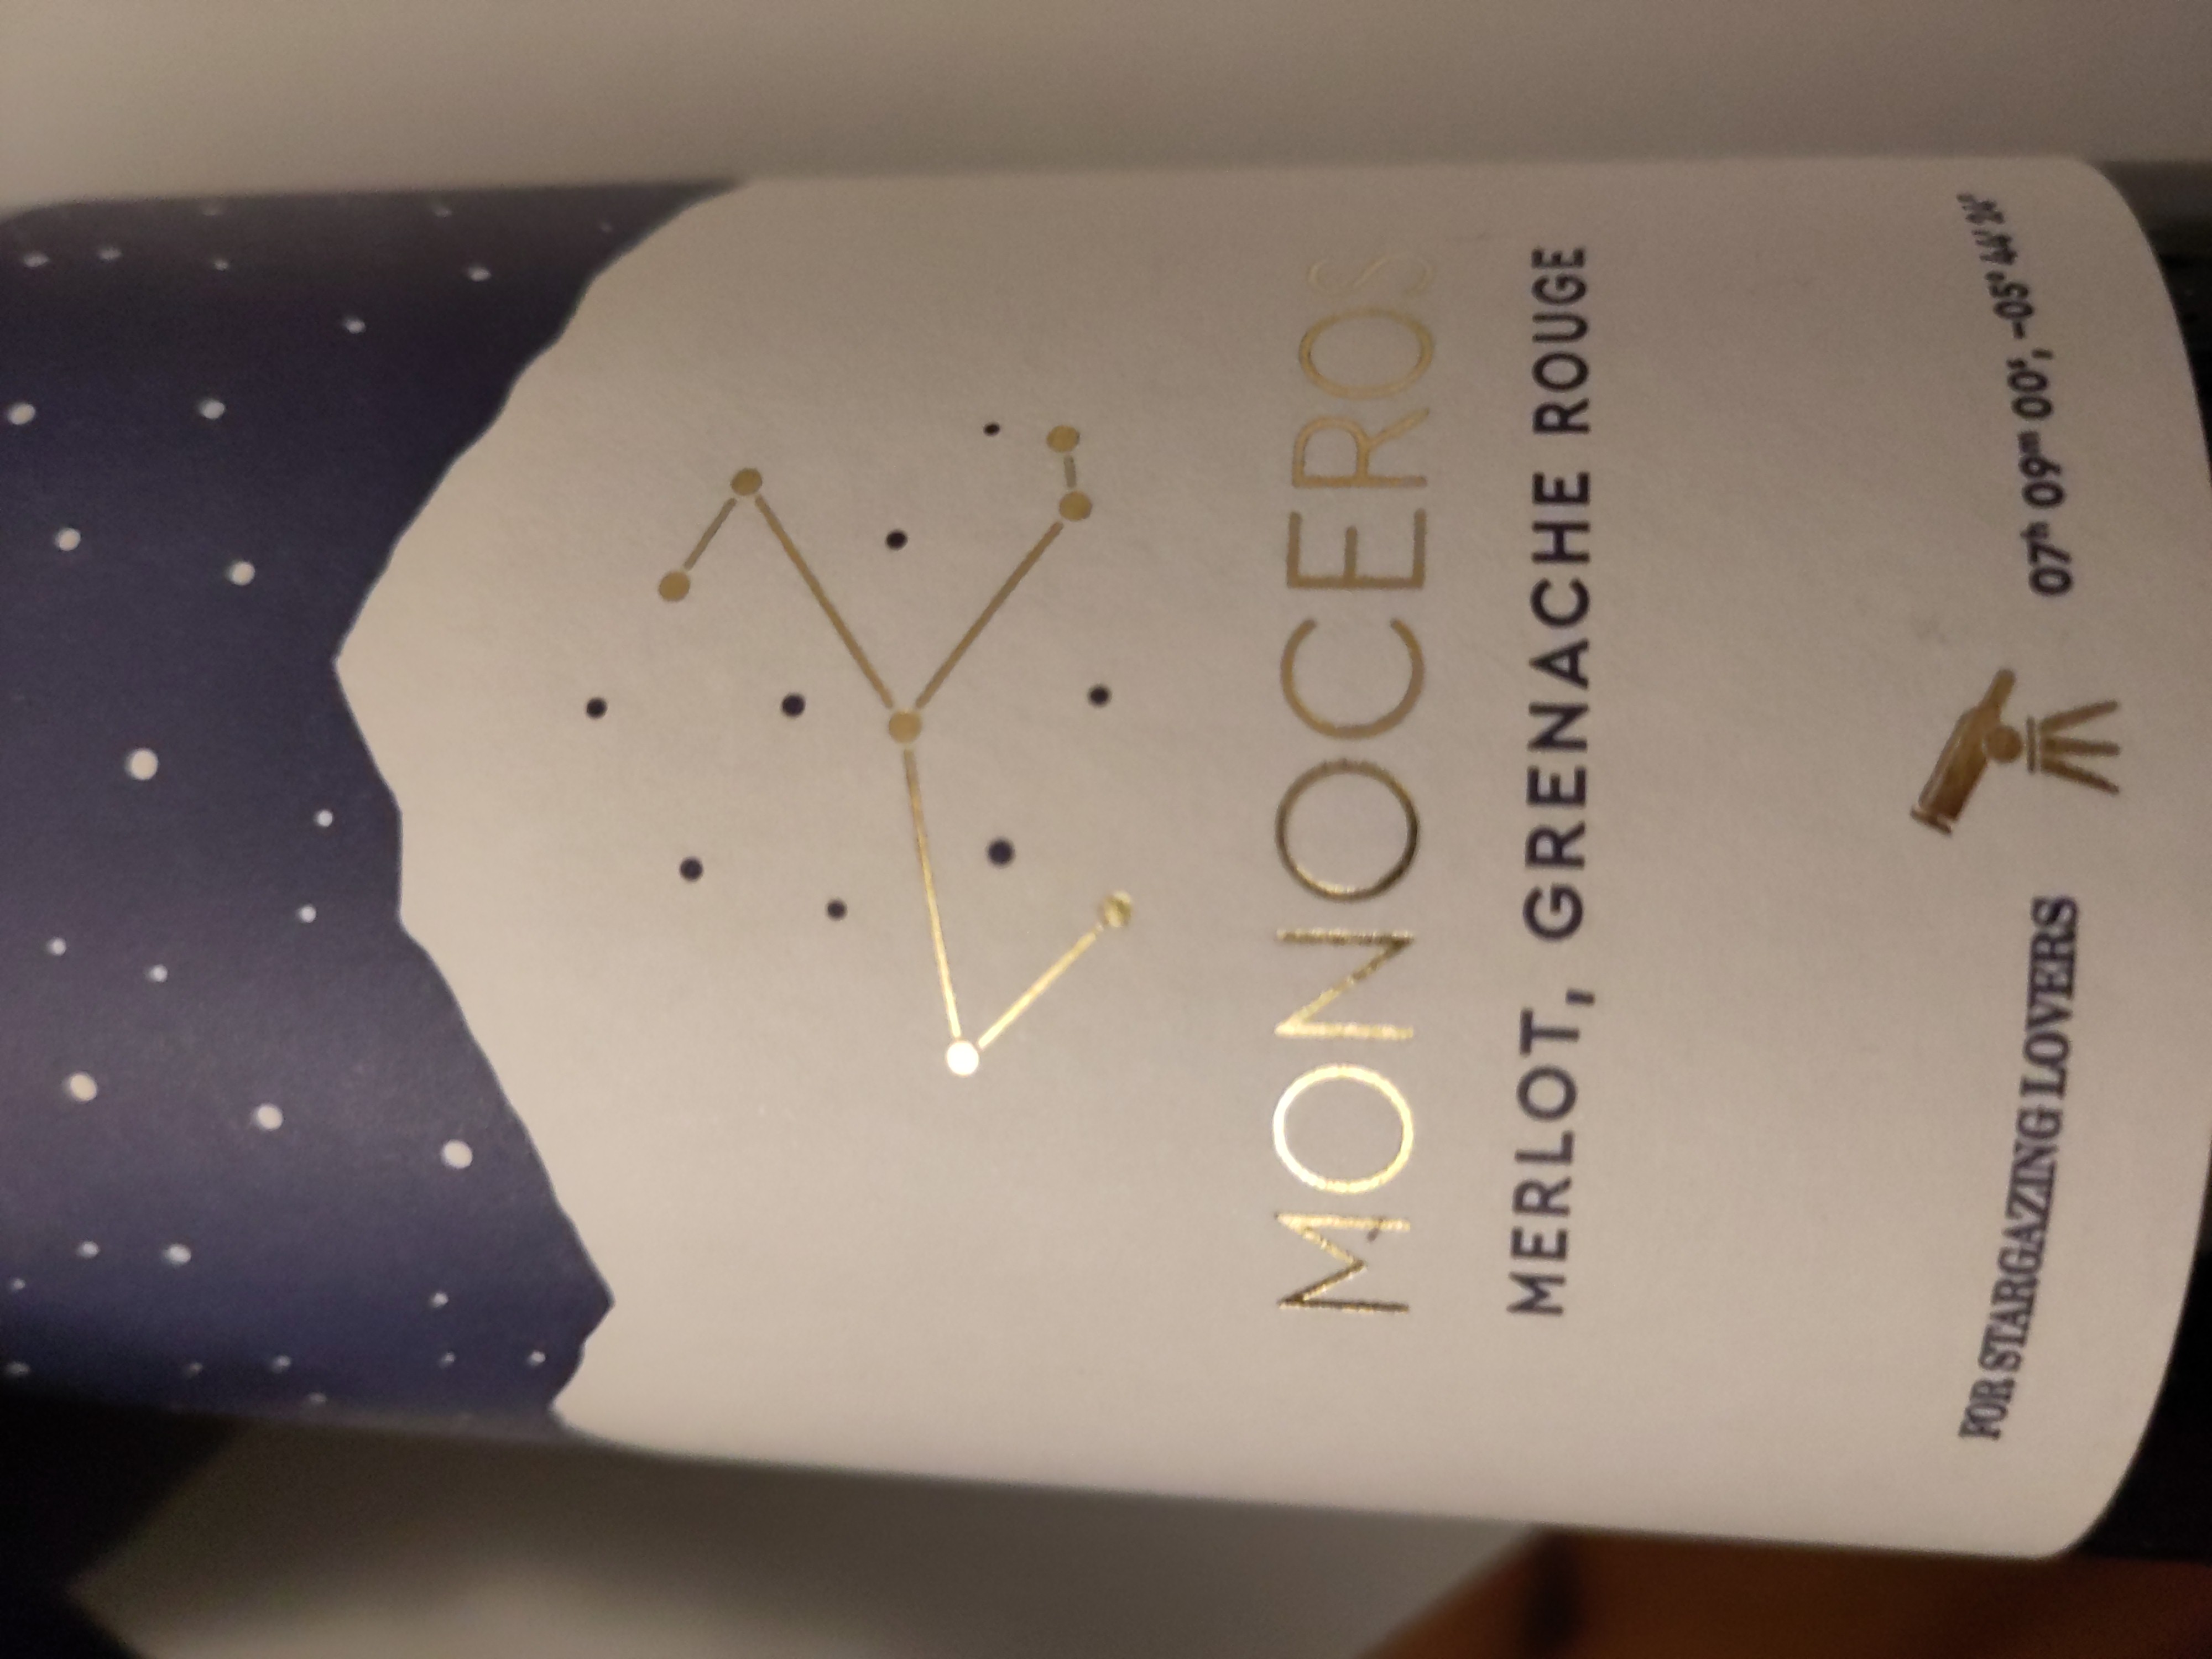 MONOCEROS
MERLOT, GRENACHE ROUGE
FOR STARGAZING LOVERS
07ʰ 09ᵐ 00ˢ, -05° 44' 24"